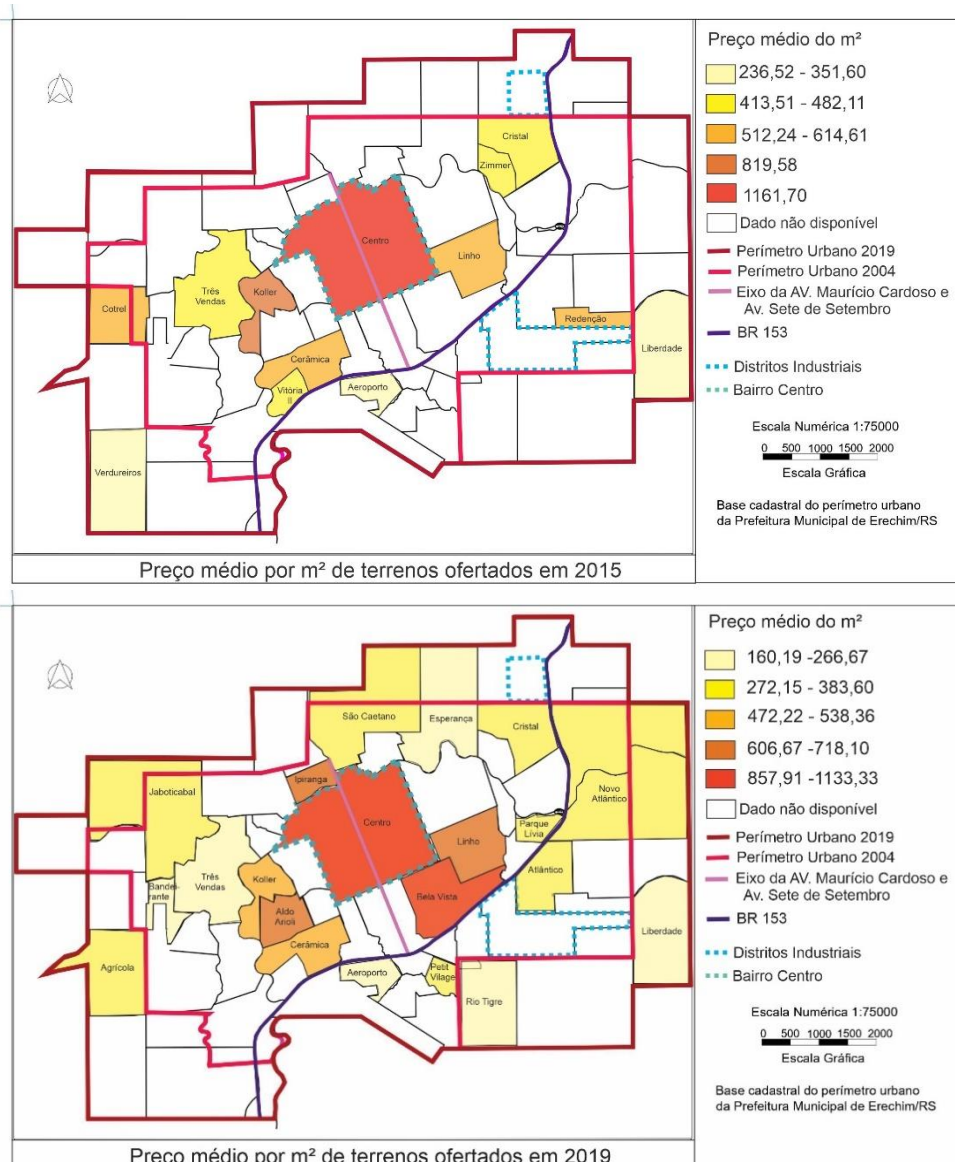 Cristal
Zimmer
Centro
Linho
Três
Vendas
Koller
Cotrel
Redenção
Cerâmica
Liberdade
Aeroporto
Vitória
II
Verdureiros
Preço médio por m² de terrenos ofertados em 2015
Preço médio do m²
236,52 - 351,60
413,51 - 482,11
512,24 - 614,61
819,58
1161,70
Dado não disponível
Perímetro Urbano 2019
Perímetro Urbano 2004
Eixo da AV. Maurício Cardoso e
Av. Sete de Setembro
BR 153
Distritos Industriais
Bairro Centro
Escala Numérica 1:75000
0 500 1000 1500 2000
Escala Gráfica
Base cadastral do perímetro urbano
da Prefeitura Municipal de Erechim/RS
São Caetano
Esperança
Cristal
Ipiranga
Jaboticabal
Novo
Atlântico
Centro
Parque
Lívia
Linho
Três
Vendas
Koller
Atlântico
Bandei-
rante
Bela Vista
Aldo
Arioli
Cerâmica
Liberdade
Agrícola
Aeroporto
Petit
Vilage
Rio Tigre
Preço médio por m² de terrenos ofertados em 2019
Preço médio do m²
160,19 -266,67
272,15 - 383,60
472,22 - 538,36
606,67 -718,10
857,91 -1133,33
Dado não disponível
Perímetro Urbano 2019
Perímetro Urbano 2004
Eixo da AV. Maurício Cardoso e
Av. Sete de Setembro
BR 153
Distritos Industriais
Bairro Centro
Escala Numérica 1:75000
0 500 1000 1500 2000
Escala Gráfica
Base cadastral do perímetro urbano
da Prefeitura Municipal de Erechim/RS